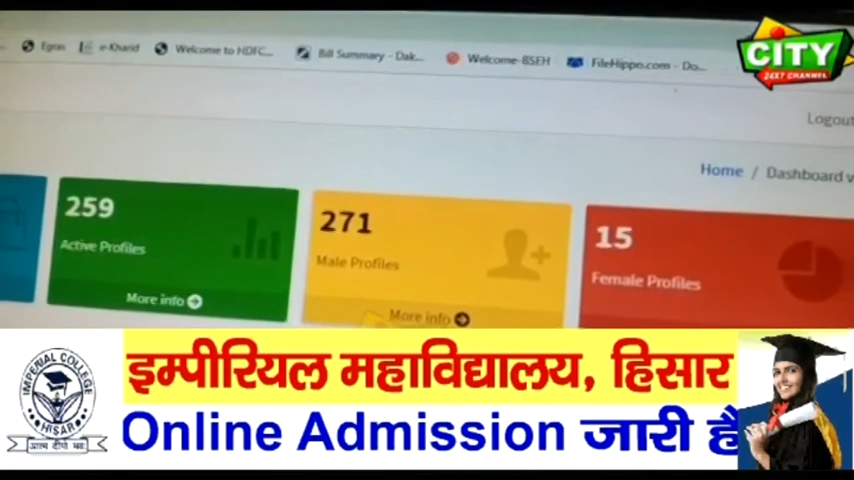 Egras
e-Kharid
Welcome to HDFC...
Bill Summary - Dak...
Welcome-BSEH
FileHippo.com - Do...
CITY
24X7 CHANNEL
Logout
Home / Dashboard v
259
Active Profiles
More info
271
Male Profiles
More info
15
Female Profiles
IMPERIAL COLLEGE
HISAR
इम्पीरियल महाविद्यालय, हिसार
Online Admission जारी है